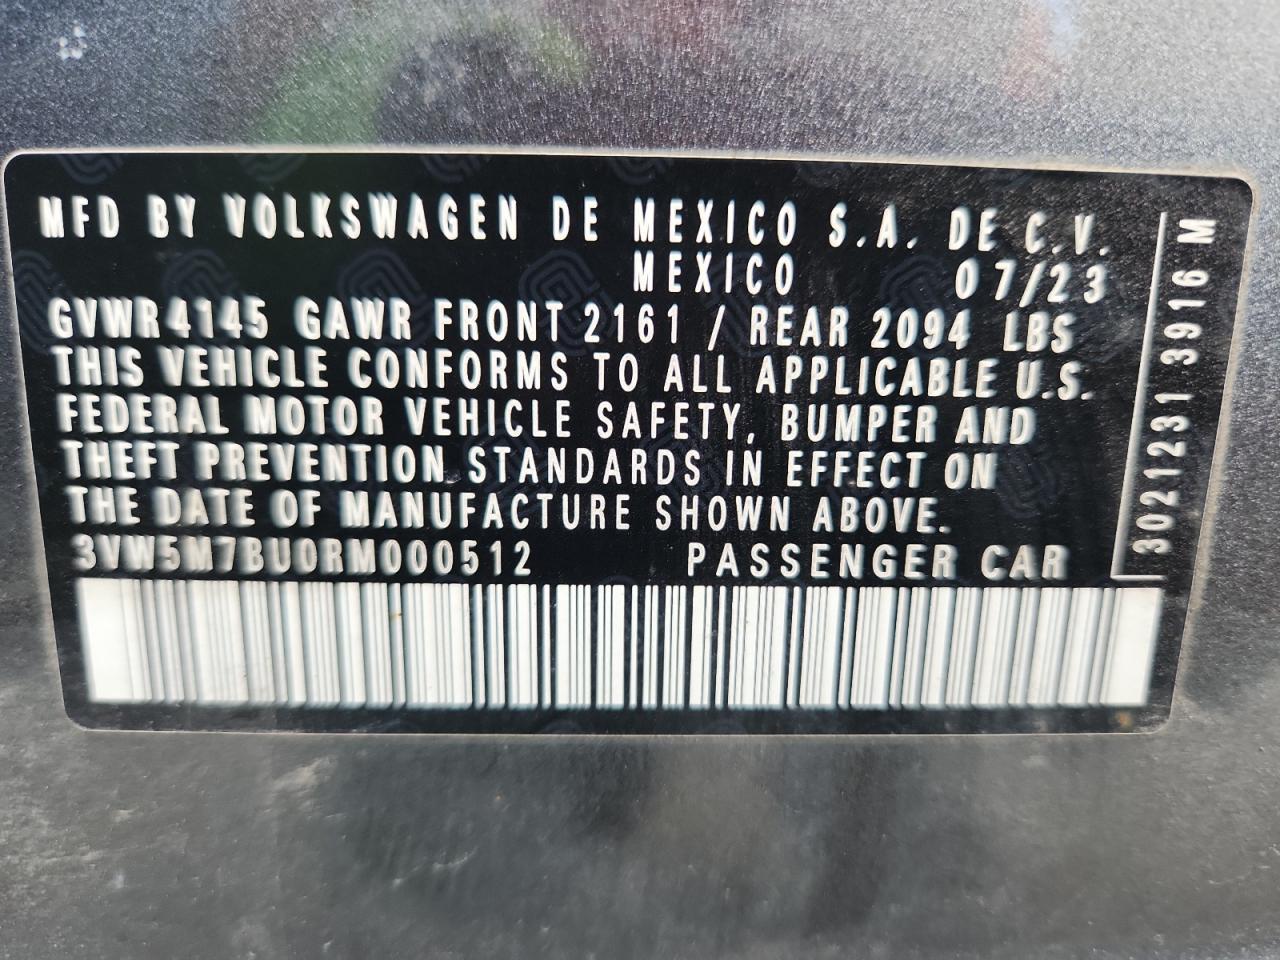 MFD BY VOLKSWAGEN DE MEXICO S.A. DE C.V.
MEXICO 07/23
GVWR4145 GAWR FRONT 2161 / REAR 2094 LBS
THIS VEHICLE CONFORMS TO ALL APPLICABLE U.S.
FEDERAL MOTOR VEHICLE SAFETY, BUMPER AND
THEFT PREVENTION STANDARDS IN EFFECT ON
THE DATE OF MANUFACTURE SHOWN ABOVE.
3VW5M7BU0RM000512 PASSENGER CAR
3021231 3916 M